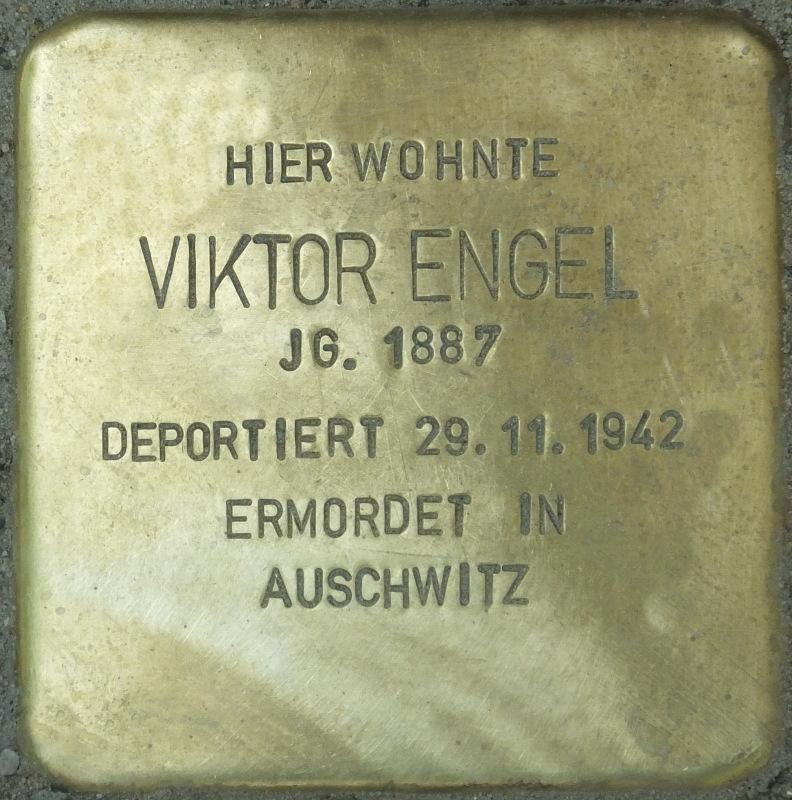 HIER WOHNTE
VIKTOR ENGEL
JG. 1887
DEPORTIERT 29.11.1942
ERMORDET IN
AUSCHWITZ